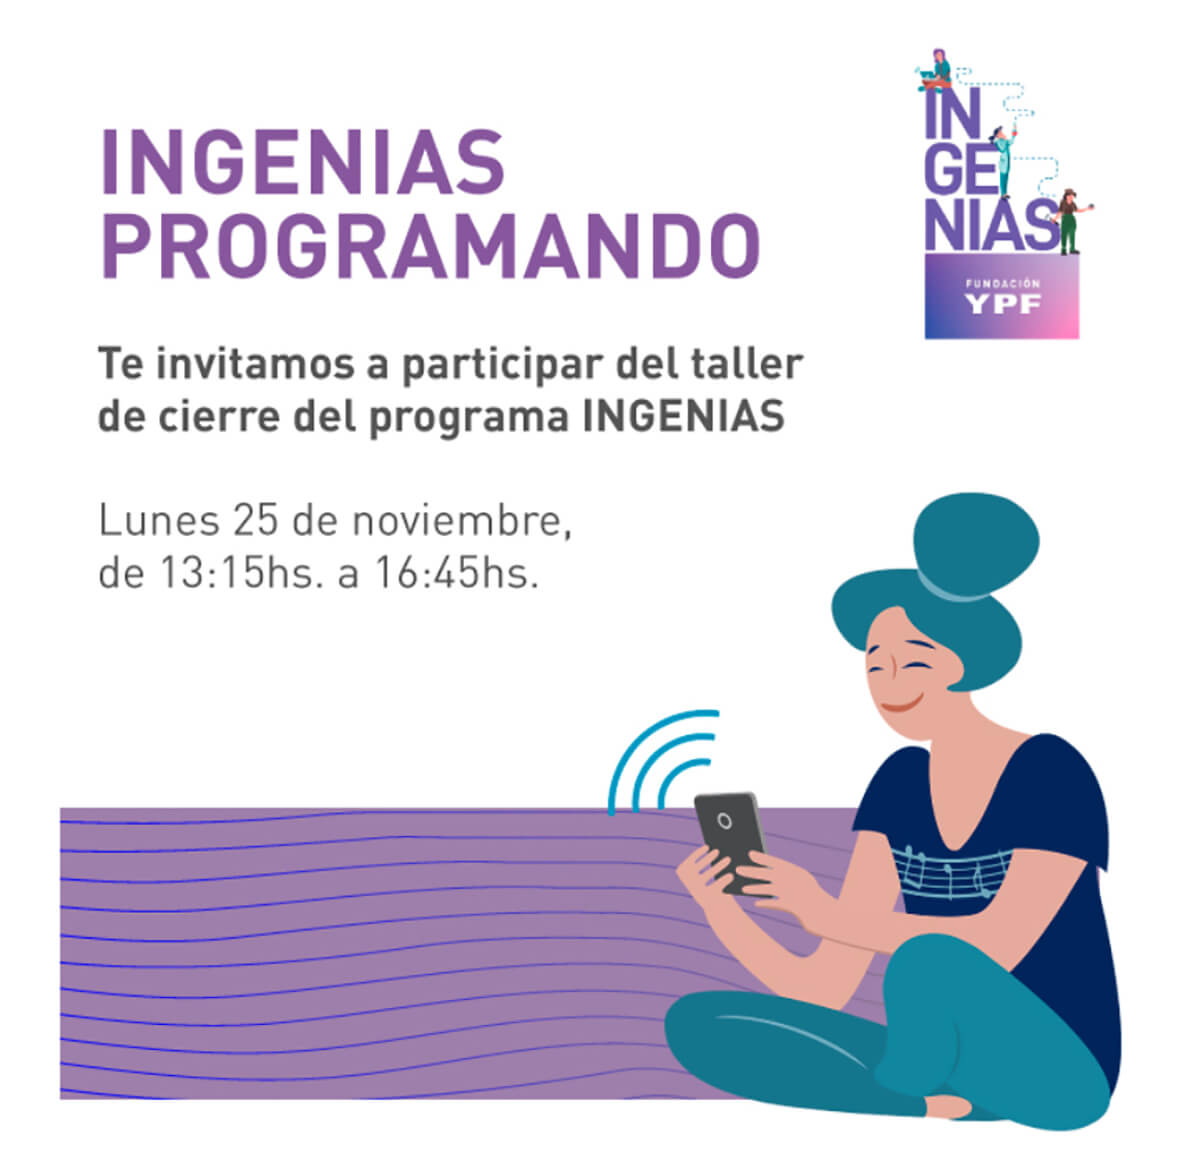 INGENIAS
PROGRAMANDO
Te invitamos a participar del taller
de cierre del programa INGENIAS
Lunes 25 de noviembre,
de 13:15hs. a 16:45hs.
IN
GE
NIAS
FUNDACIÓN
YPF